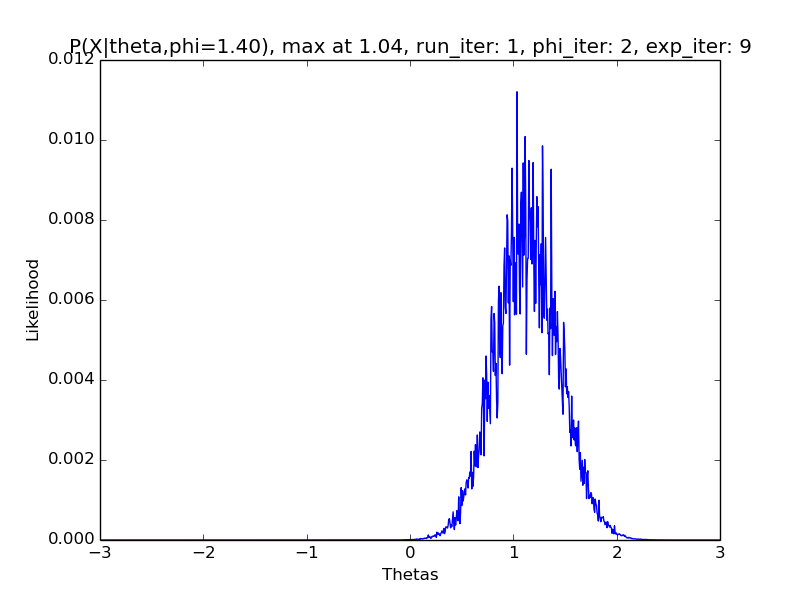 P(X|theta,phi=1.40), max at 1.04, run_iter: 1, phi_iter: 2, exp_iter: 9
0.012
0.010
0.008
0.006
0.004
0.002
0.000
Likelihood
−3 −2 −1 0 1 2 3
Thetas